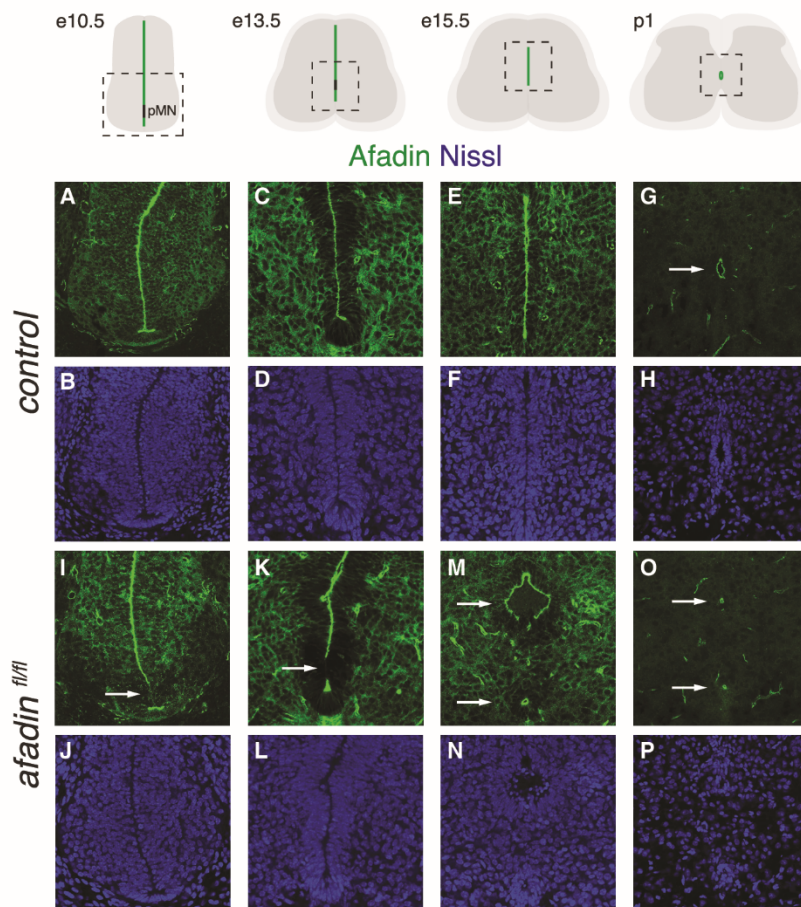 e10.5 e13.5 e15.5 p1
pMN
Afadin Nissl
A C E G
control
B D F H
I K M O
afadin fl/fl
J L N P